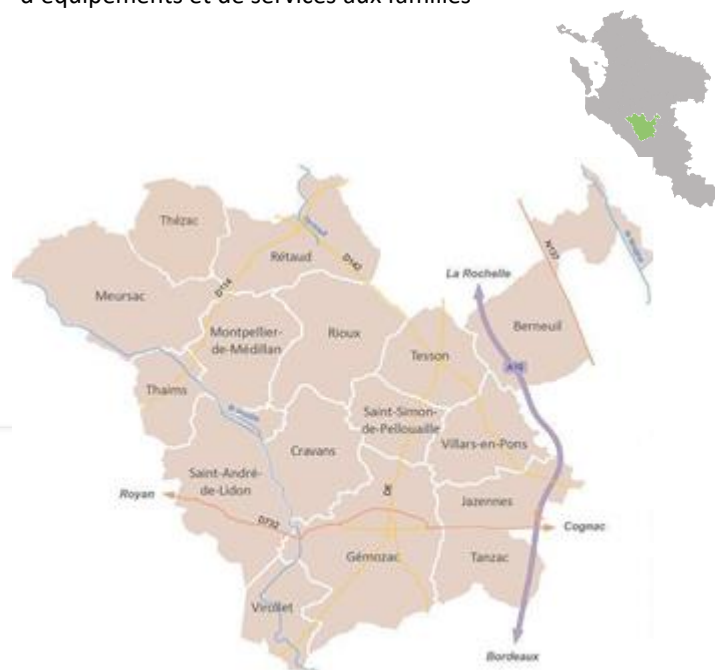 d'équipements et de services aux familles
Thézac
Rétaud
D142
N137
La Rochelle
Meursac
D114
Montpellier-
de-Médillan
Rioux
Tesson
Berneuil
A10
Thaims
Saint-Simon-
de-Pellouaille
Villars-en-Pons
Cravans
Saint-André-
de-Lidon
Royan
D732
D6
Jazennes
Cognac
Gémozac
Tanzac
Virollet
Bordeaux